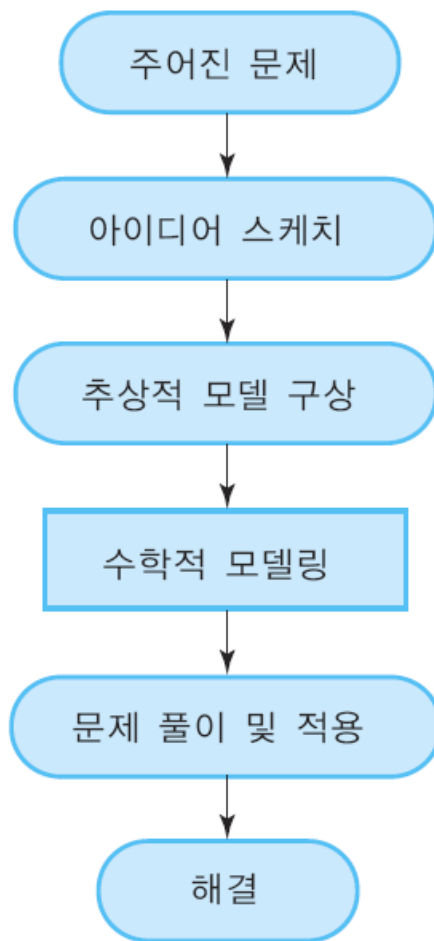 주어진 문제
아이디어 스케치
추상적 모델 구상
수학적 모델링
문제 풀이 및 적용
해결